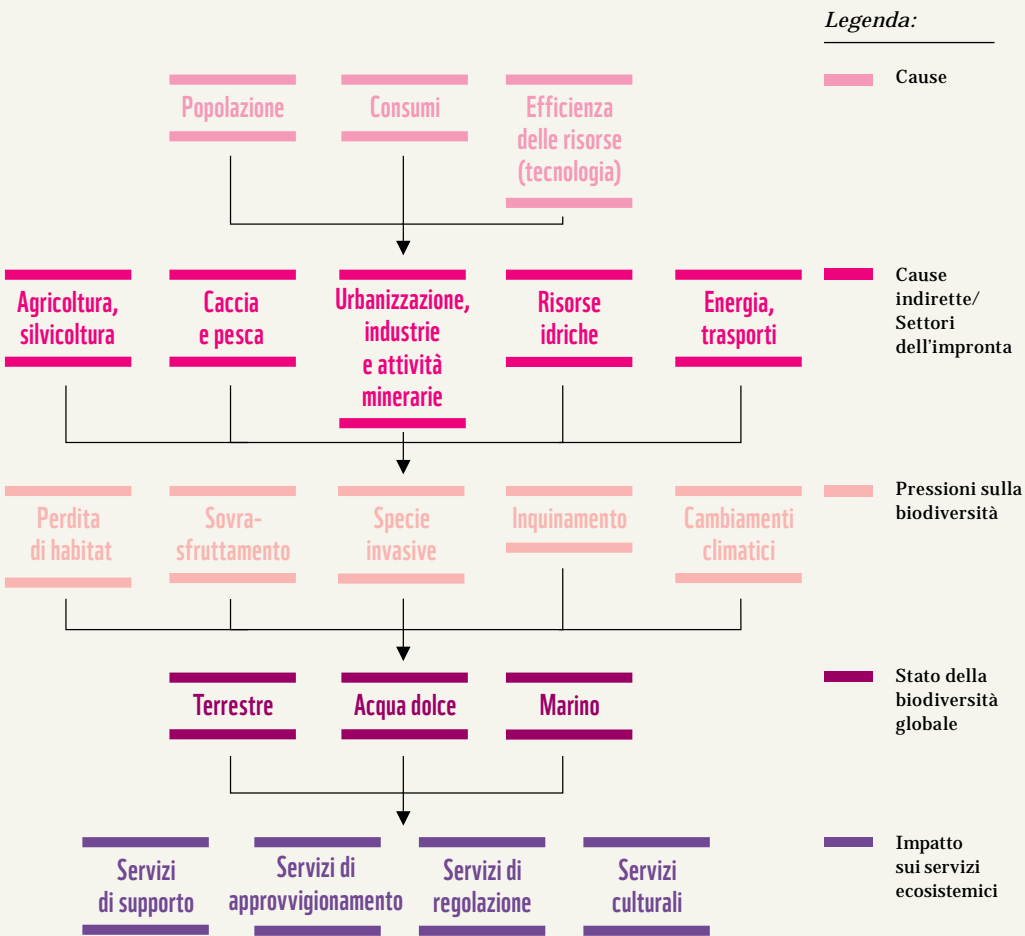 Legenda:
Cause
Popolazione
Consumi
Efficienza
delle risorse
(tecnologia)
Agricoltura,
silvicoltura
Caccia
e pesca
Urbanizzazione,
industrie
e attività
minerarie
Risorse
idriche
Energia,
trasporti
Cause
indirette/
Settori
dell'impronta
Perdita
di habitat
Sovra-
sfruttamento
Specie
invasive
Inquinamento
Cambiamenti
climatici
Pressioni sulla
biodiversità
Terrestre
Acqua dolce
Marino
Stato della
biodiversità
globale
Servizi
di supporto
Servizi di
approvvigionamento
Servizi di
regolazione
Servizi
culturali
Impatto
sui servizi
ecosistemici